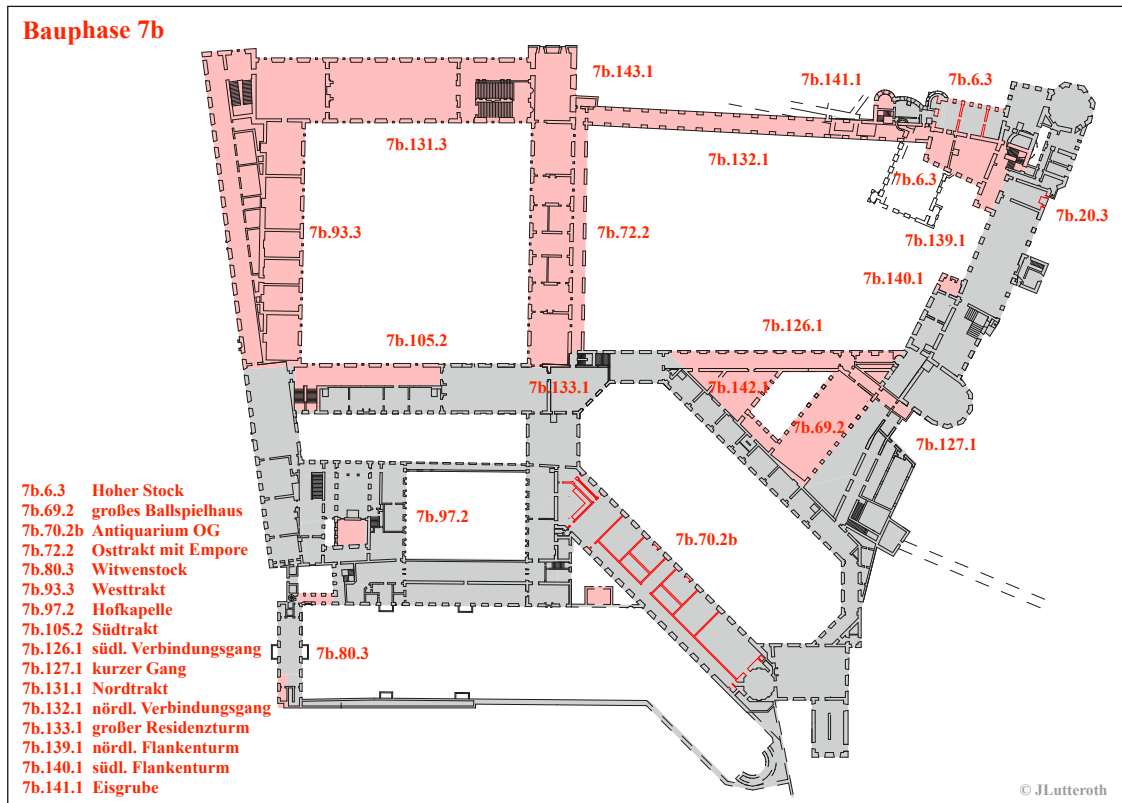 Bauphase 7b
7b.143.1
7b.141.1
7b.6.3
7b.131.3
7b.132.1
7b.6.3
7b.20.3
7b.93.3
7b.72.2
7b.139.1
7b.140.1
7b.105.2
7b.126.1
7b.133.1
7b.142.1
7b.69.2
7b.127.1
7b.97.2
7b.70.2b
7b.80.3
7b.6.3 Hoher Stock
7b.69.2 großes Ballspielhaus
7b.70.2b Antiquarium OG
7b.72.2 Osttrakt mit Empore
7b.80.3 Witwenstock
7b.93.3 Westtrakt
7b.97.2 Hofkapelle
7b.105.2 Südtrakt
7b.126.1 südl. Verbindungsgang
7b.127.1 kurzer Gang
7b.131.1 Nordtrakt
7b.132.1 nördl. Verbindungsgang
7b.133.1 großer Residenzturm
7b.139.1 nördl. Flankenturm
7b.140.1 südl. Flankenturm
7b.141.1 Eisgrube
© JLutteroth